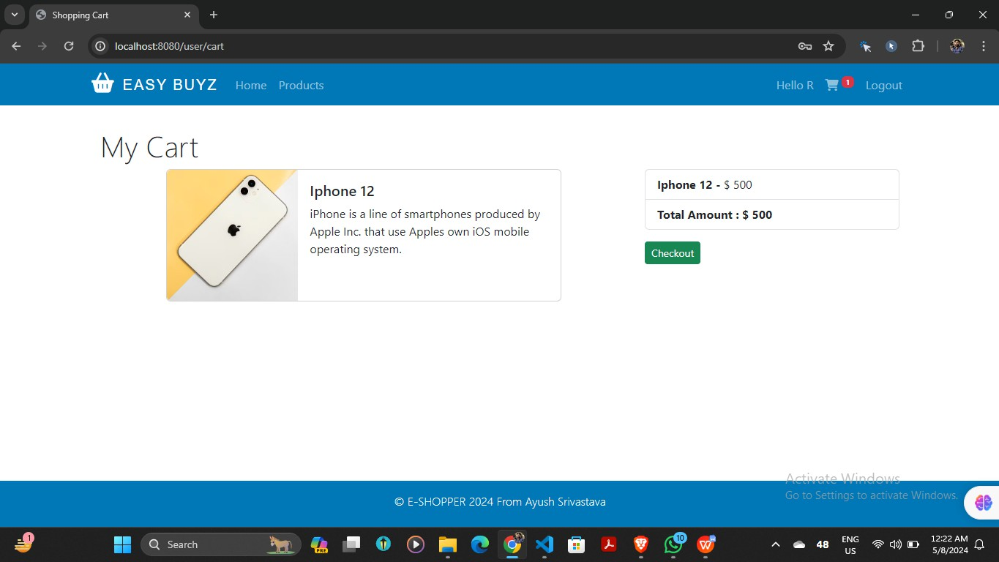 Shopping Cart
localhost:8080/user/cart
EASY BUYZ Home Products Hello R 1 Logout
My Cart
Iphone 12
iPhone is a line of smartphones produced by
Apple Inc. that use Apples own iOS mobile
operating system.
Iphone 12 - $ 500
Total Amount : $ 500
Checkout
Activate Windows
Go to Settings to activate Windows.
© E-SHOPPER 2024 From Ayush Srivastava
1
Search
PRE
10
48
ENG
US
12:22 AM
5/8/2024